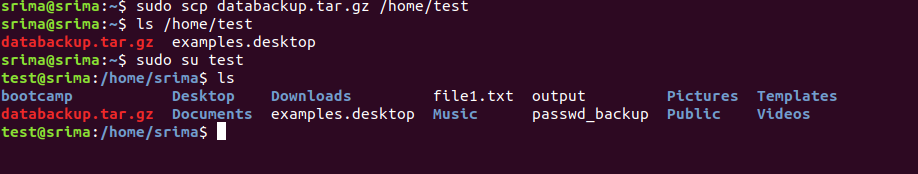 srima@srima:~$ sudo scp databackup.tar.gz /home/test
srima@srima:~$ ls /home/test
databackup.tar.gz  examples.desktop
srima@srima:~$ sudo su test
test@srima:/home/srima$ ls
bootcamp           Desktop    Downloads         file1.txt  output         Pictures  Templates
databackup.tar.gz  Documents  examples.desktop  Music      passwd_backup  Public    Videos
test@srima:/home/srima$